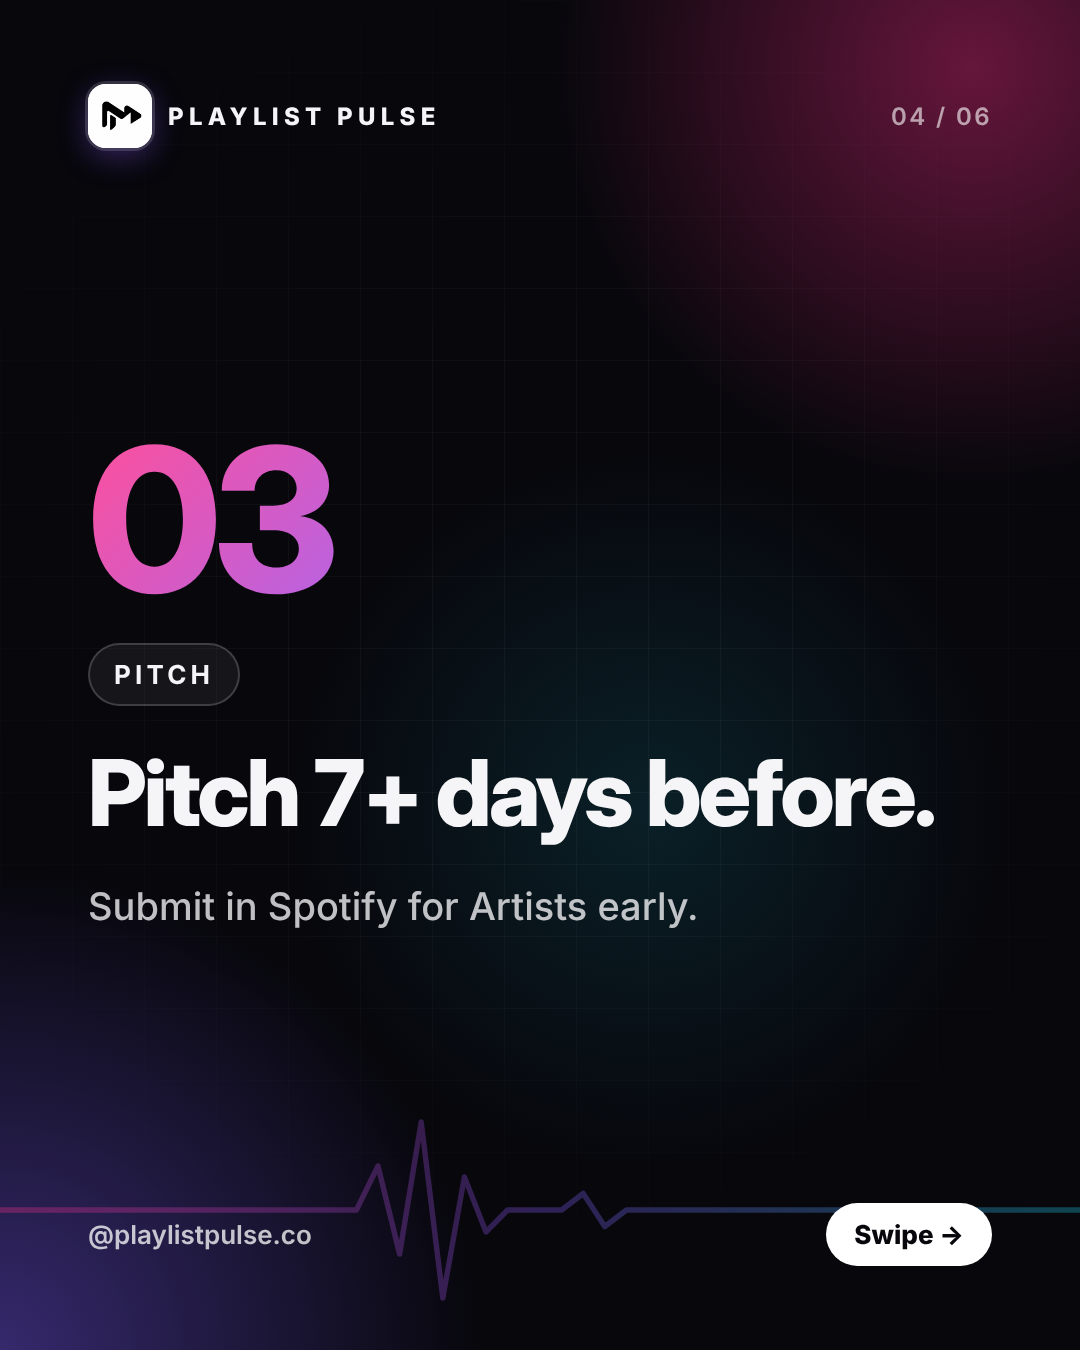 PLAYLIST PULSE
04 / 06
03
PITCH
Pitch 7+ days before.
Submit in Spotify for Artists early.
@playlistpulse.co
Swipe →